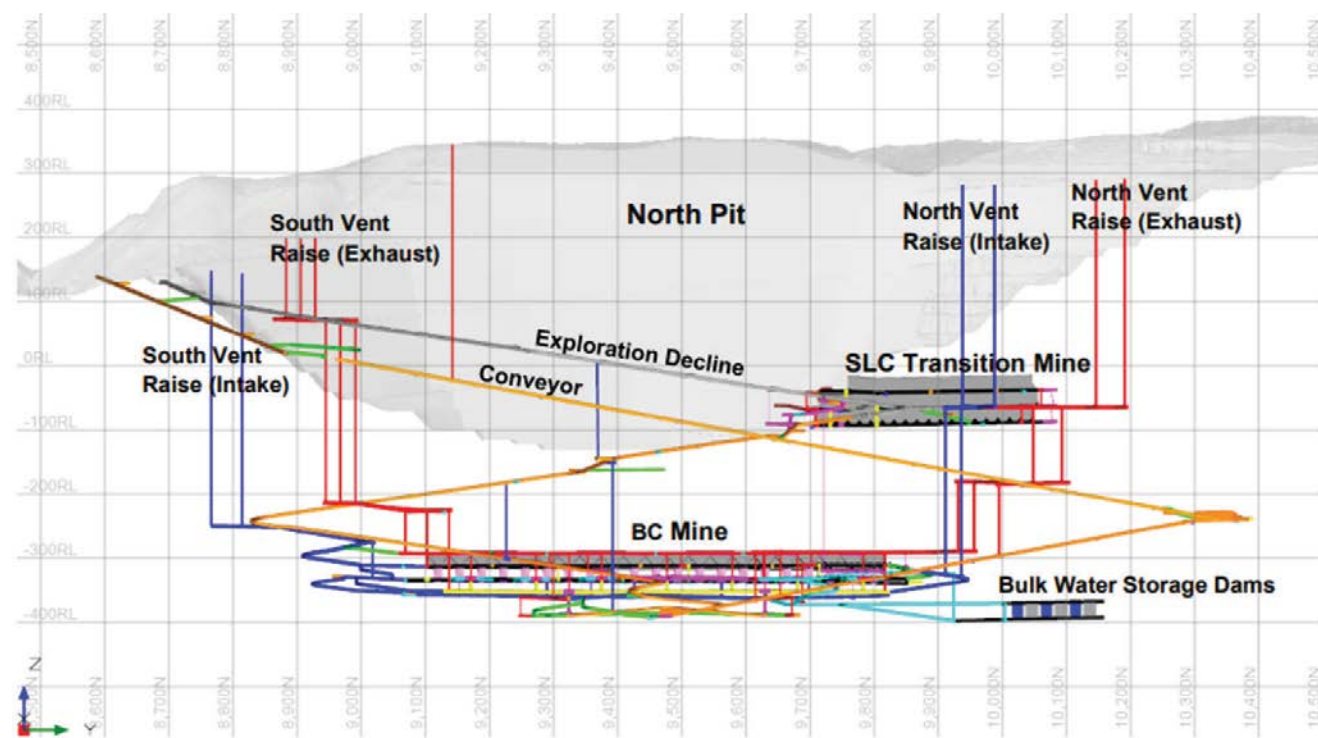 8,500N 8,600N 8,700N 8,800N 8,900N 9,000N 9,100N 9,200N 9,300N 9,400N 9,500N 9,600N 9,700N 9,800N 9,900N 10,000N 10,100N 10,200N 10,300N 10,400N 10,500N
400RL
300RL
200RL
100RL
0RL
-100RL
-200RL
-300RL
-400RL
North Pit
South Vent
Raise (Exhaust)
North Vent
Raise (Intake)
North Vent
Raise (Exhaust)
South Vent
Raise (Intake)
Exploration Decline
Conveyor
SLC Transition Mine
BC Mine
Bulk Water Storage Dams
Z
Y
8,600N 8,700N 8,800N 8,900N 9,000N 9,100N 9,200N 9,300N 9,400N 9,500N 9,600N 9,700N 9,800N 9,900N 10,000N 10,100N 10,200N 10,300N 10,400N 10,500N